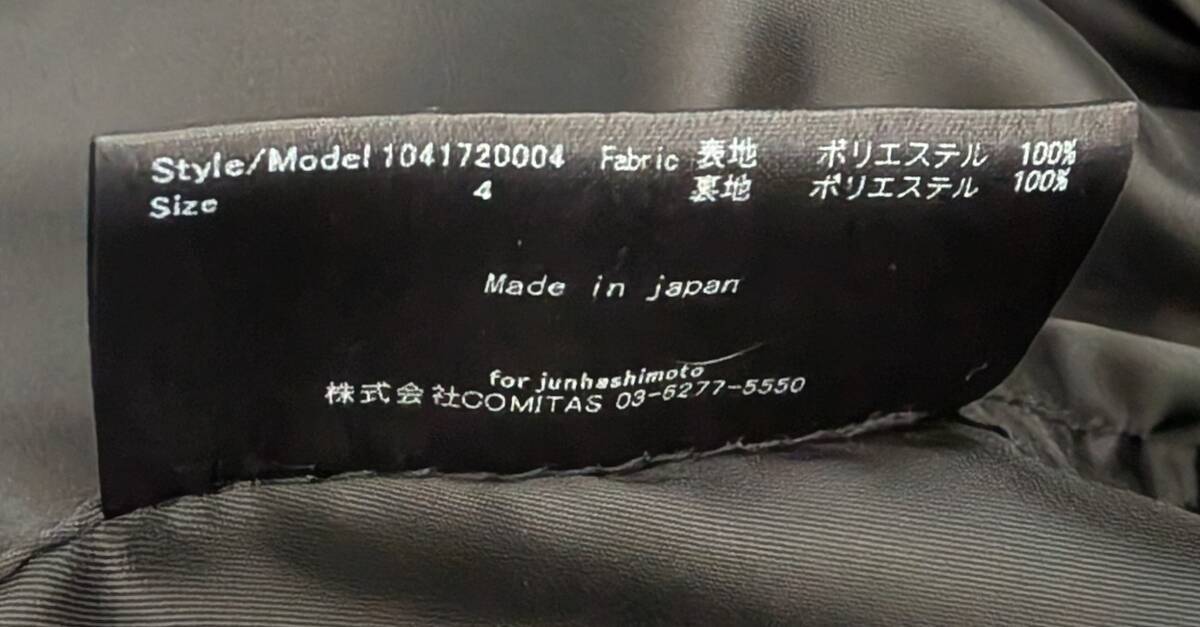 Style/Model 1041720004 Fabric 表地 ポリエステル 100%
Size 4 裏地 ポリエステル 100%
Made in japan
for junhashimoto
株式会社COMITAS 03-6277-5550